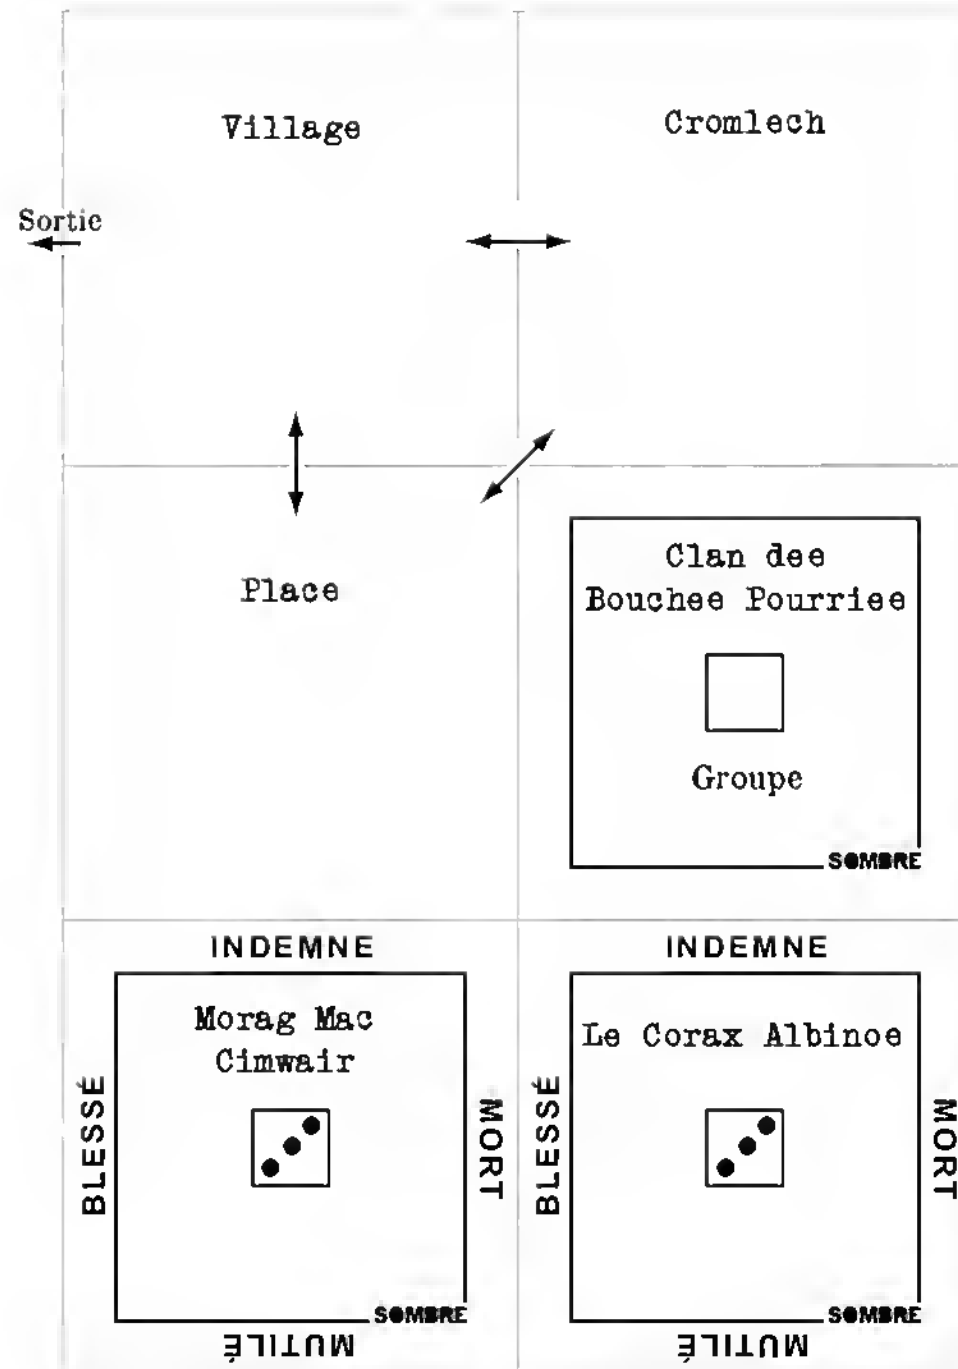 Village
Cromlech
Sortie
Place
Clan des
Bouches Pourries
Groupe
SOMBRE
INDEMNE
INDEMNE
Morag Mac
Cimwair
BLESSÉ
MORT
SOMBRE
MUTILÉ
Le Corax Albinos
BLESSÉ
MORT
SOMBRE
MUTILÉ